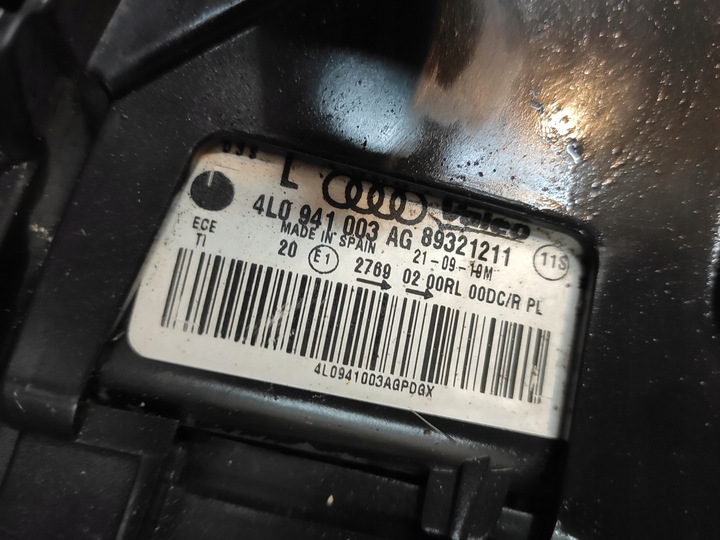 L Valeo
4L0 941 003 AG 89321211
MADE IN SPAIN 21-09-10M 11S
ECE
TI
20 E1 2769 02 00RL 00DC/R PL
4L0941003AGPDGX